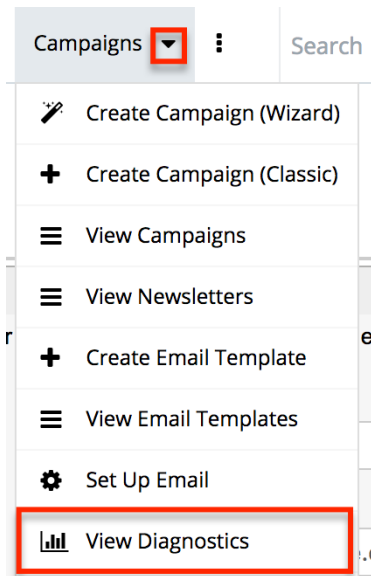 Campaigns
Search
Create Campaign (Wizard)
Create Campaign (Classic)
View Campaigns
View Newsletters
r
e
Create Email Template
View Email Templates
Set Up Email
View Diagnostics